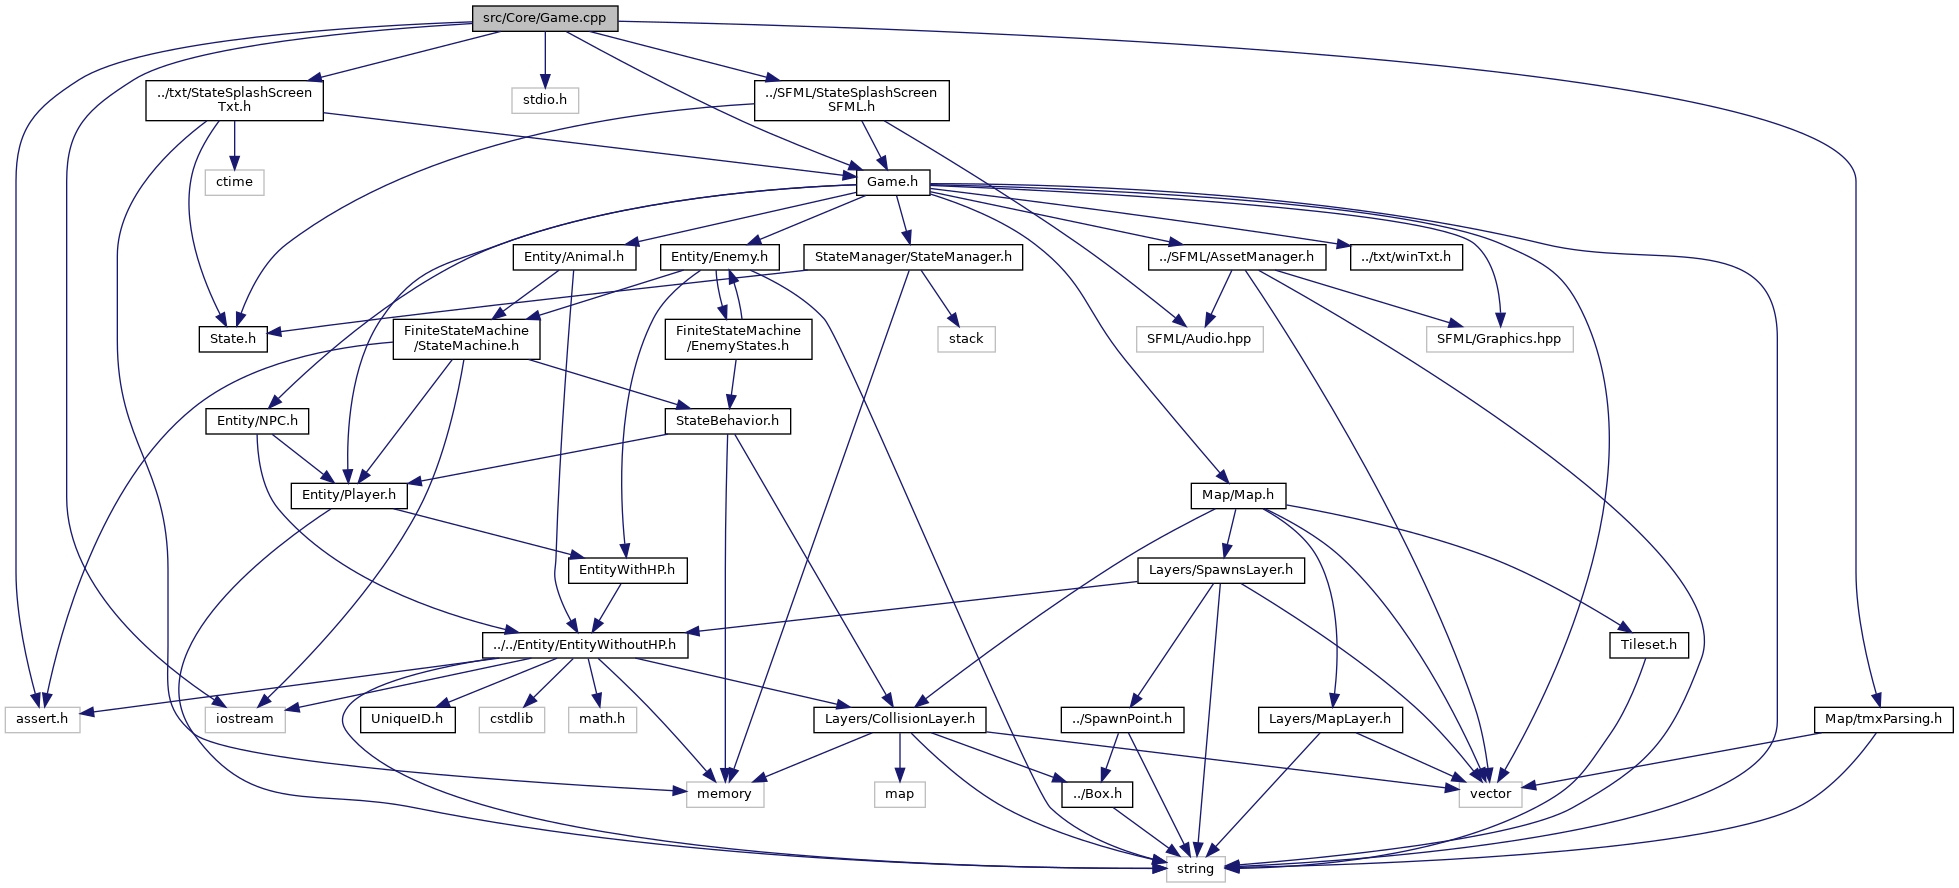 src/Core/Game.cpp
../txt/StateSplashScreen
Txt.h
stdio.h
../SFML/StateSplashScreen
SFML.h
ctime
Game.h
Entity/Animal.h
Entity/Enemy.h
StateManager/StateManager.h
../SFML/AssetManager.h
../txt/winTxt.h
State.h
FiniteStateMachine
/StateMachine.h
FiniteStateMachine
/EnemyStates.h
stack
SFML/Audio.hpp
SFML/Graphics.hpp
Entity/NPC.h
StateBehavior.h
Entity/Player.h
Map/Map.h
EntityWithHP.h
Layers/SpawnsLayer.h
../../Entity/EntityWithoutHP.h
Tileset.h
assert.h
iostream
UniqueID.h
cstdlib
math.h
Layers/CollisionLayer.h
../SpawnPoint.h
Layers/MapLayer.h
Map/tmxParsing.h
memory
map
../Box.h
vector
string